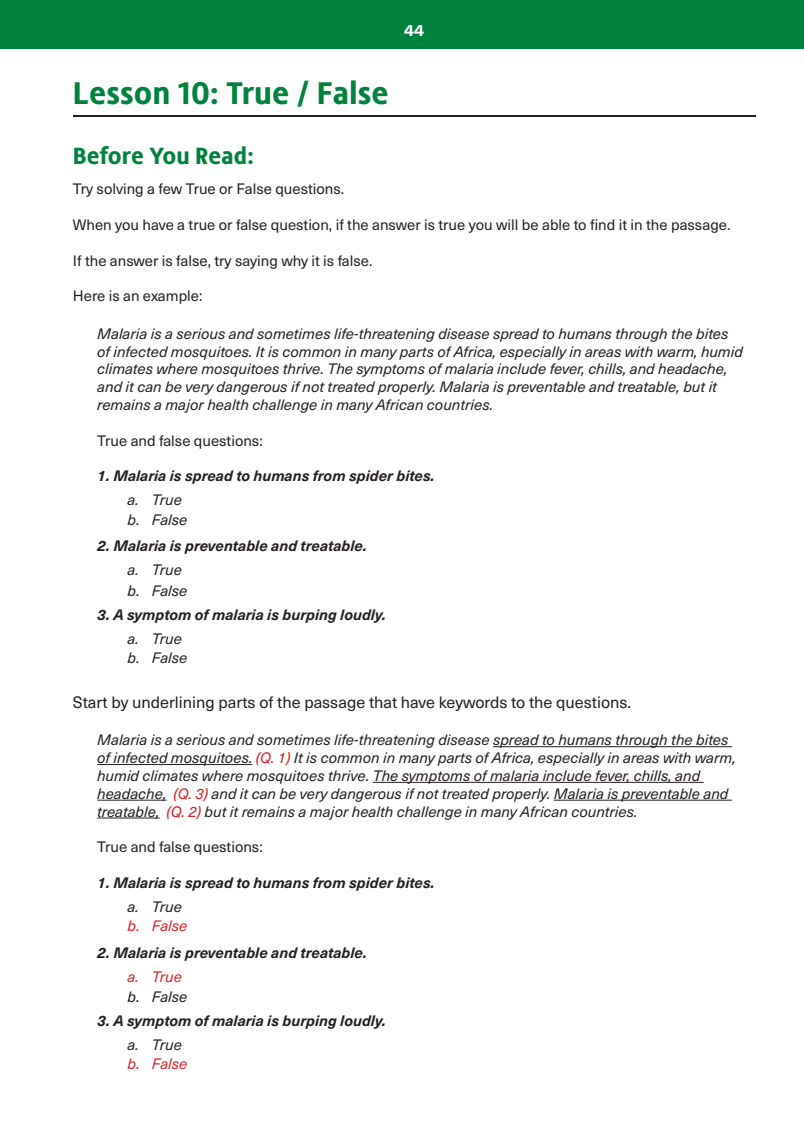 44
Lesson 10: True / False
Before You Read:
Try solving a few True or False questions.
When you have a true or false question, if the answer is true you will be able to find it in the passage.
If the answer is false, try saying why it is false.
Here is an example:
Malaria is a serious and sometimes life-threatening disease spread to humans through the bites
of infected mosquitoes. It is common in many parts of Africa, especially in areas with warm, humid
climates where mosquitoes thrive. The symptoms of malaria include fever, chills, and headache,
and it can be very dangerous if not treated properly. Malaria is preventable and treatable, but it
remains a major health challenge in many African countries.
True and false questions:
1. Malaria is spread to humans from spider bites.
a. True
b. False
2. Malaria is preventable and treatable.
a. True
b. False
3. A symptom of malaria is burping loudly.
a. True
b. False
Start by underlining parts of the passage that have keywords to the questions.
Malaria is a serious and sometimes life-threatening disease spread to humans through the bites
of infected mosquitoes. (Q. 1) It is common in many parts of Africa, especially in areas with warm,
humid climates where mosquitoes thrive. The symptoms of malaria include fever, chills, and
headache, (Q. 3) and it can be very dangerous if not treated properly. Malaria is preventable and
treatable, (Q. 2) but it remains a major health challenge in many African countries.
True and false questions:
1. Malaria is spread to humans from spider bites.
a. True
b. False
2. Malaria is preventable and treatable.
a. True
b. False
3. A symptom of malaria is burping loudly.
a. True
b. False